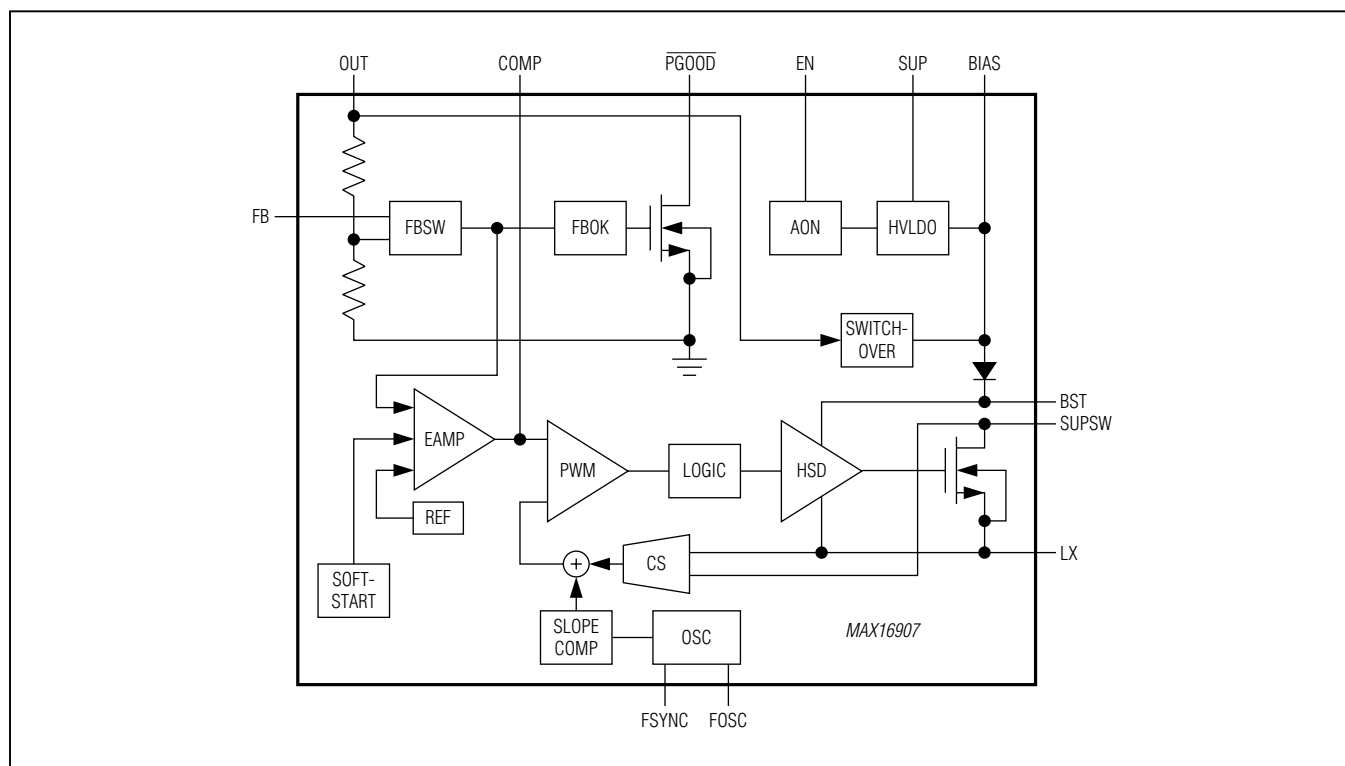 OUT
COMP
PGOOD
EN
SUP
BIAS
FB
FBSW
FBOK
AON
HVLDO
SWITCH-
OVER
BST
SUPSW
EAMP
PWM
LOGIC
HSD
REF
LX
CS
SOFT-
START
SLOPE
COMP
OSC
MAX16907
FSYNC
FOSC